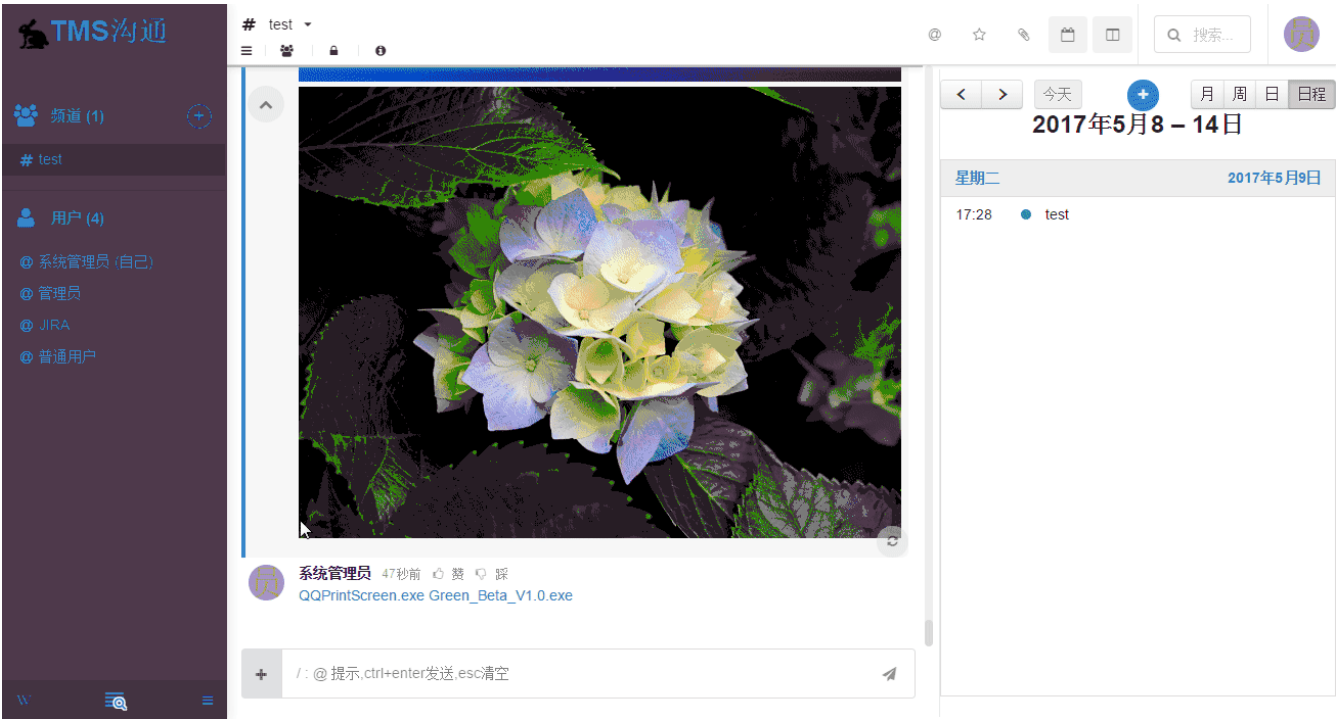 TMS沟通
频道 (1)
# test
用户 (4)
@ 系统管理员 (自己)
@ 管理员
@ JIRA
@ 普通用户
W
# test
@
搜索...
今天
月 周 日 日程
2017年5月8 – 14日
星期二 2017年5月9日
17:28 test
系统管理员 47秒前 赞 踩
QQPrintScreen.exe Green_Beta_V1.0.exe
/ : @ 提示,ctrl+enter发送,esc清空